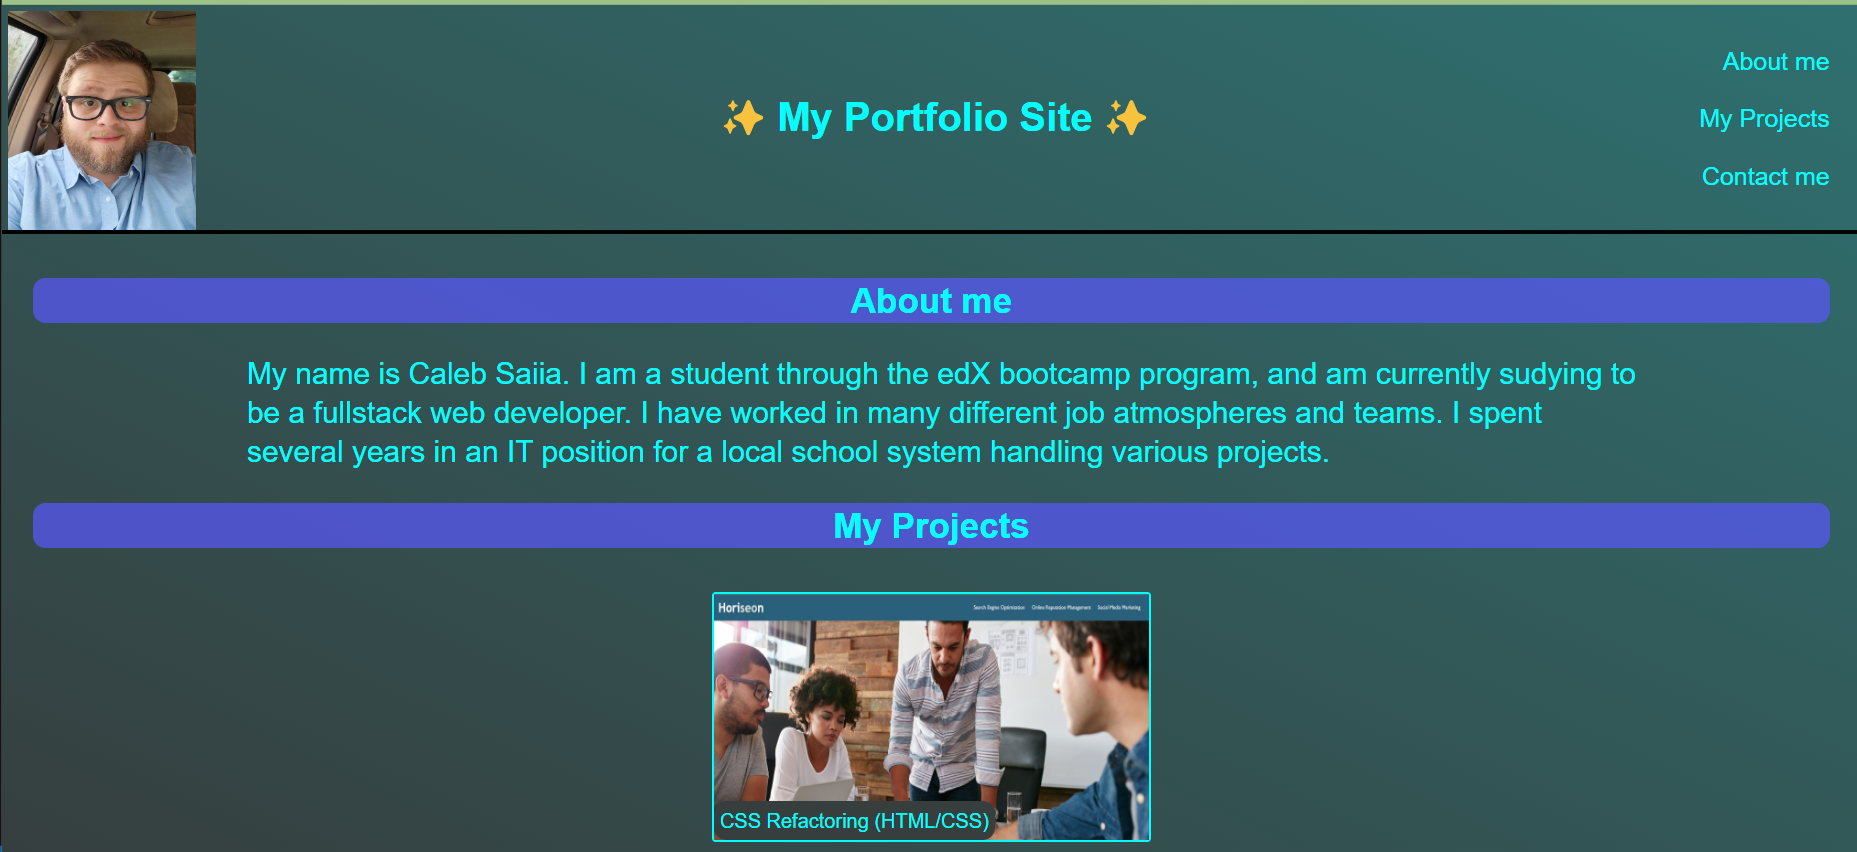 ✨ My Portfolio Site ✨
About me
My Projects
Contact me
About me
My name is Caleb Saiia. I am a student through the edX bootcamp program, and am currently sudying to
be a fullstack web developer. I have worked in many different job atmospheres and teams. I spent
several years in an IT position for a local school system handling various projects.
My Projects
Horiseon
Search Engine Optimization Online Reputation Management Social Media Marketing
CSS Refactoring (HTML/CSS)